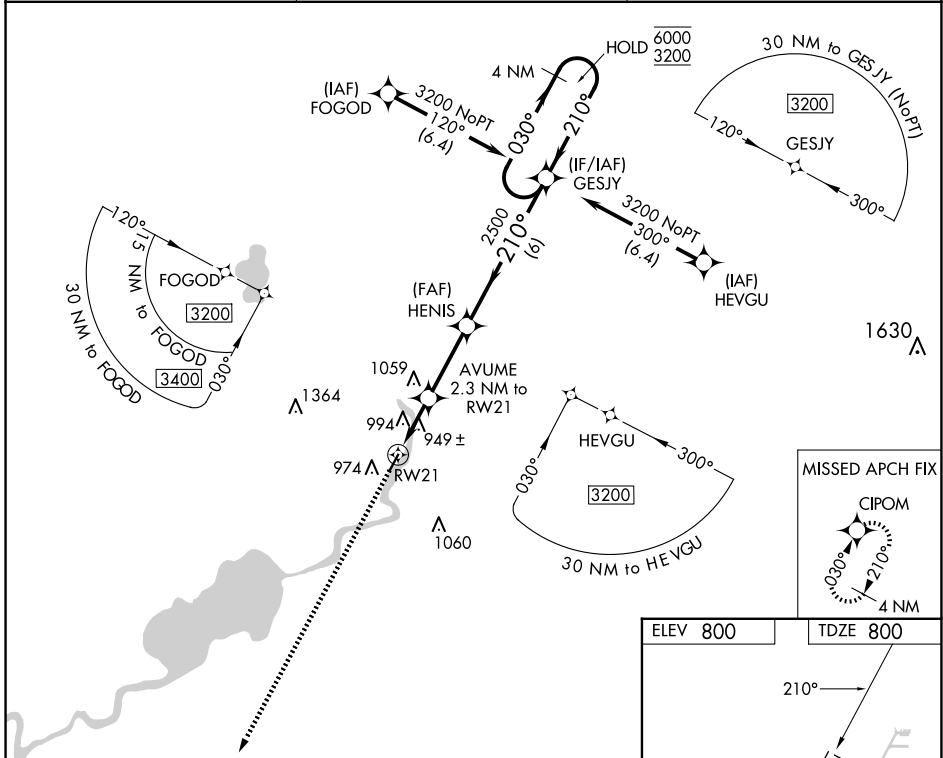 HOLD 6000
3200
4 NM
(IAF)
FOGOD
3200 NoPT
120°
(6.4)
030°
210°
(IF/IAF)
GESJY
30 NM to GESJY (NoPT)
3200
120°
GESJY
300°
2500
210°
(6)
3200 NoPT
300°
(6.4)
(IAF)
HEVGU
120°
15 NM to FOGOD
30 NM to FOGOD
FOGOD
3200
3400
030°
(FAF)
HENIS
1630
1059
AVUME
2.3 NM to
RW21
1364
994
949 ±
974
RW21
1060
HEVGU
030°
300°
3200
30 NM to HEVGU
MISSED APCH FIX
CIPOM
030°
210°
4 NM
ELEV 800
TDZE 800
210°